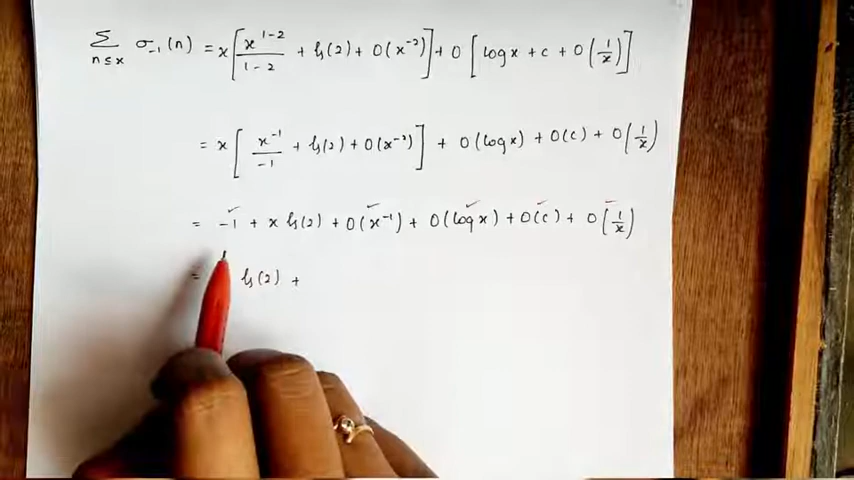 ∑_{n≤x} σ_{-1}(n) = x[x^{1-2}/(1-2) + ζ(2) + O(x^{-2})] + O[log x + c + O(1/x)]
= x[x^{-1}/-1 + ζ(2) + O(x^{-2})] + O(log x) + O(c) + O(1/x)
= -1 + x ζ(2) + O(x^{-1}) + O(log x) + O(c) + O(1/x)
= ζ(2) +